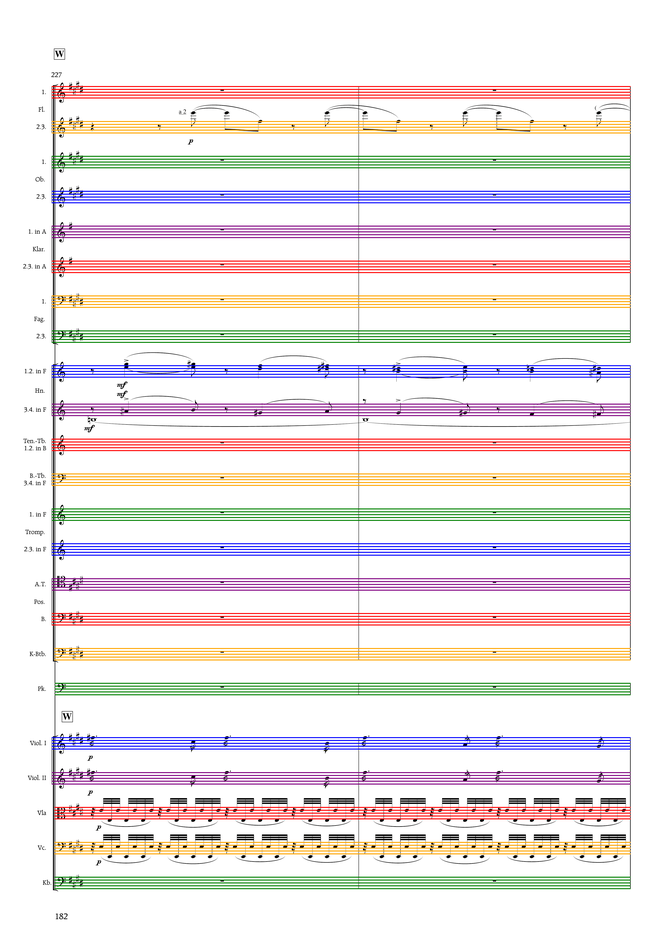 W
227
1.
Fl.
a.2
2.3.
p
1.
Ob.
2.3.
1. in A
Klar.
2.3. in A
1.
Fag.
2.3.
1.2. in F
mf
Hn.
mf
3.4. in F
mf
Ten.-Tb.
1.2. in B
B.-Tb.
3.4. in F
1. in F
Tromp.
2.3. in F
A.T.
Pos.
B.
K-Btb.
Pk.
W
Viol. I
p
Viol. II
p
Vla
p
Vc.
p
Kb.
182